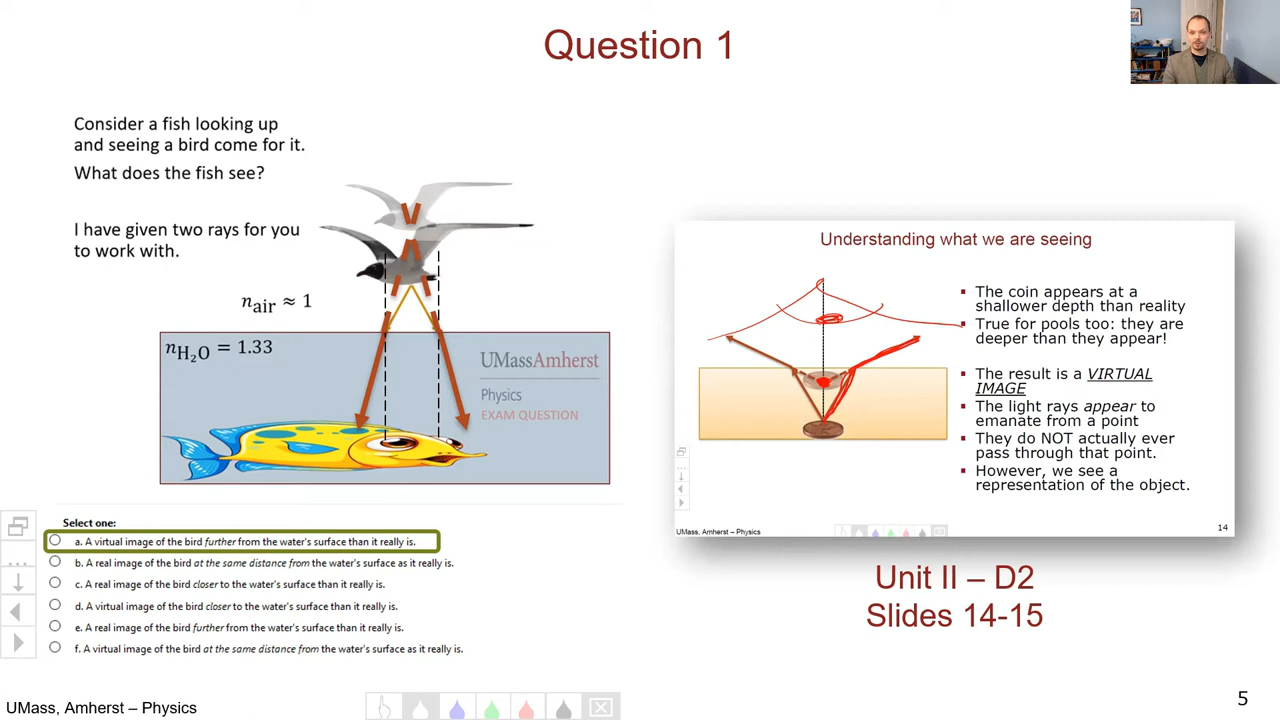 Question 1
Consider a fish looking up
and seeing a bird come for it.
What does the fish see?
I have given two rays for you
to work with.
nair ≈ 1
nH2O = 1.33
UMassAmherst
Physics
EXAM QUESTION
Select one:
a. A virtual image of the bird further from the water's surface than it really is.
b. A real image of the bird at the same distance from the water's surface as it really is.
c. A real image of the bird closer to the water's surface than it really is.
d. A virtual image of the bird closer to the water's surface than it really is.
e. A real image of the bird further from the water's surface than it really is.
f. A virtual image of the bird at the same distance from the water's surface as it really is.
Understanding what we are seeing
▪ The coin appears at a
shallower depth than reality
▪ True for pools too: they are
deeper than they appear!
▪ The result is a VIRTUAL
IMAGE
▪ The light rays appear to
emanate from a point
▪ They do NOT actually ever
pass through that point.
▪ However, we see a
representation of the object.
UMass, Amherst – Physics
14
Unit II – D2
Slides 14-15
UMass, Amherst – Physics
5